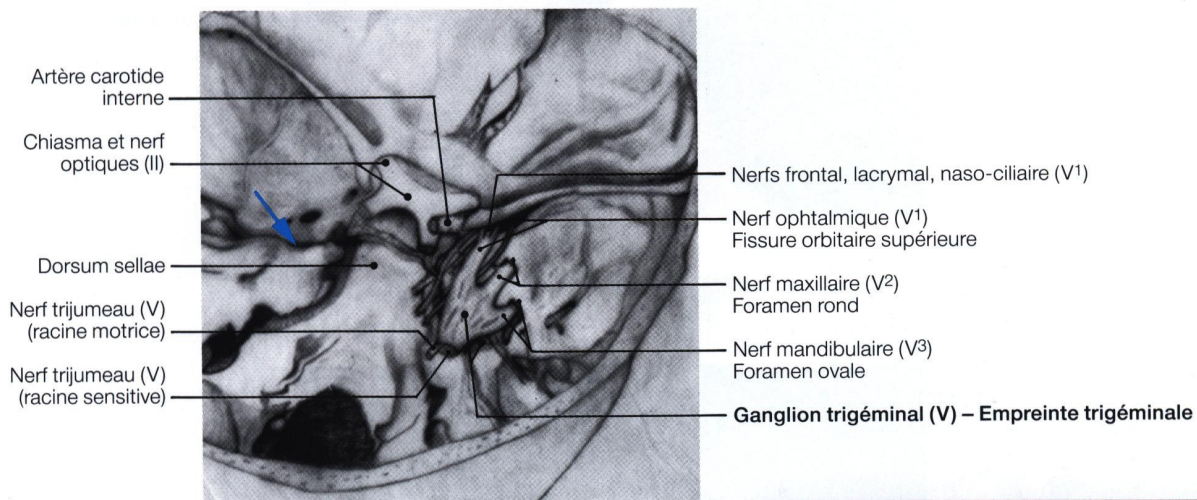 Artère carotide
interne
Chiasma et nerf
optiques (II)
Dorsum sellae
Nerf trijumeau (V)
(racine motrice)
Nerf trijumeau (V)
(racine sensitive)
Nerfs frontal, lacrymal, naso-ciliaire (V¹)
Nerf ophtalmique (V¹)
Fissure orbitaire supérieure
Nerf maxillaire (V²)
Foramen rond
Nerf mandibulaire (V³)
Foramen ovale
Ganglion trigéminal (V) – Empreinte trigéminale